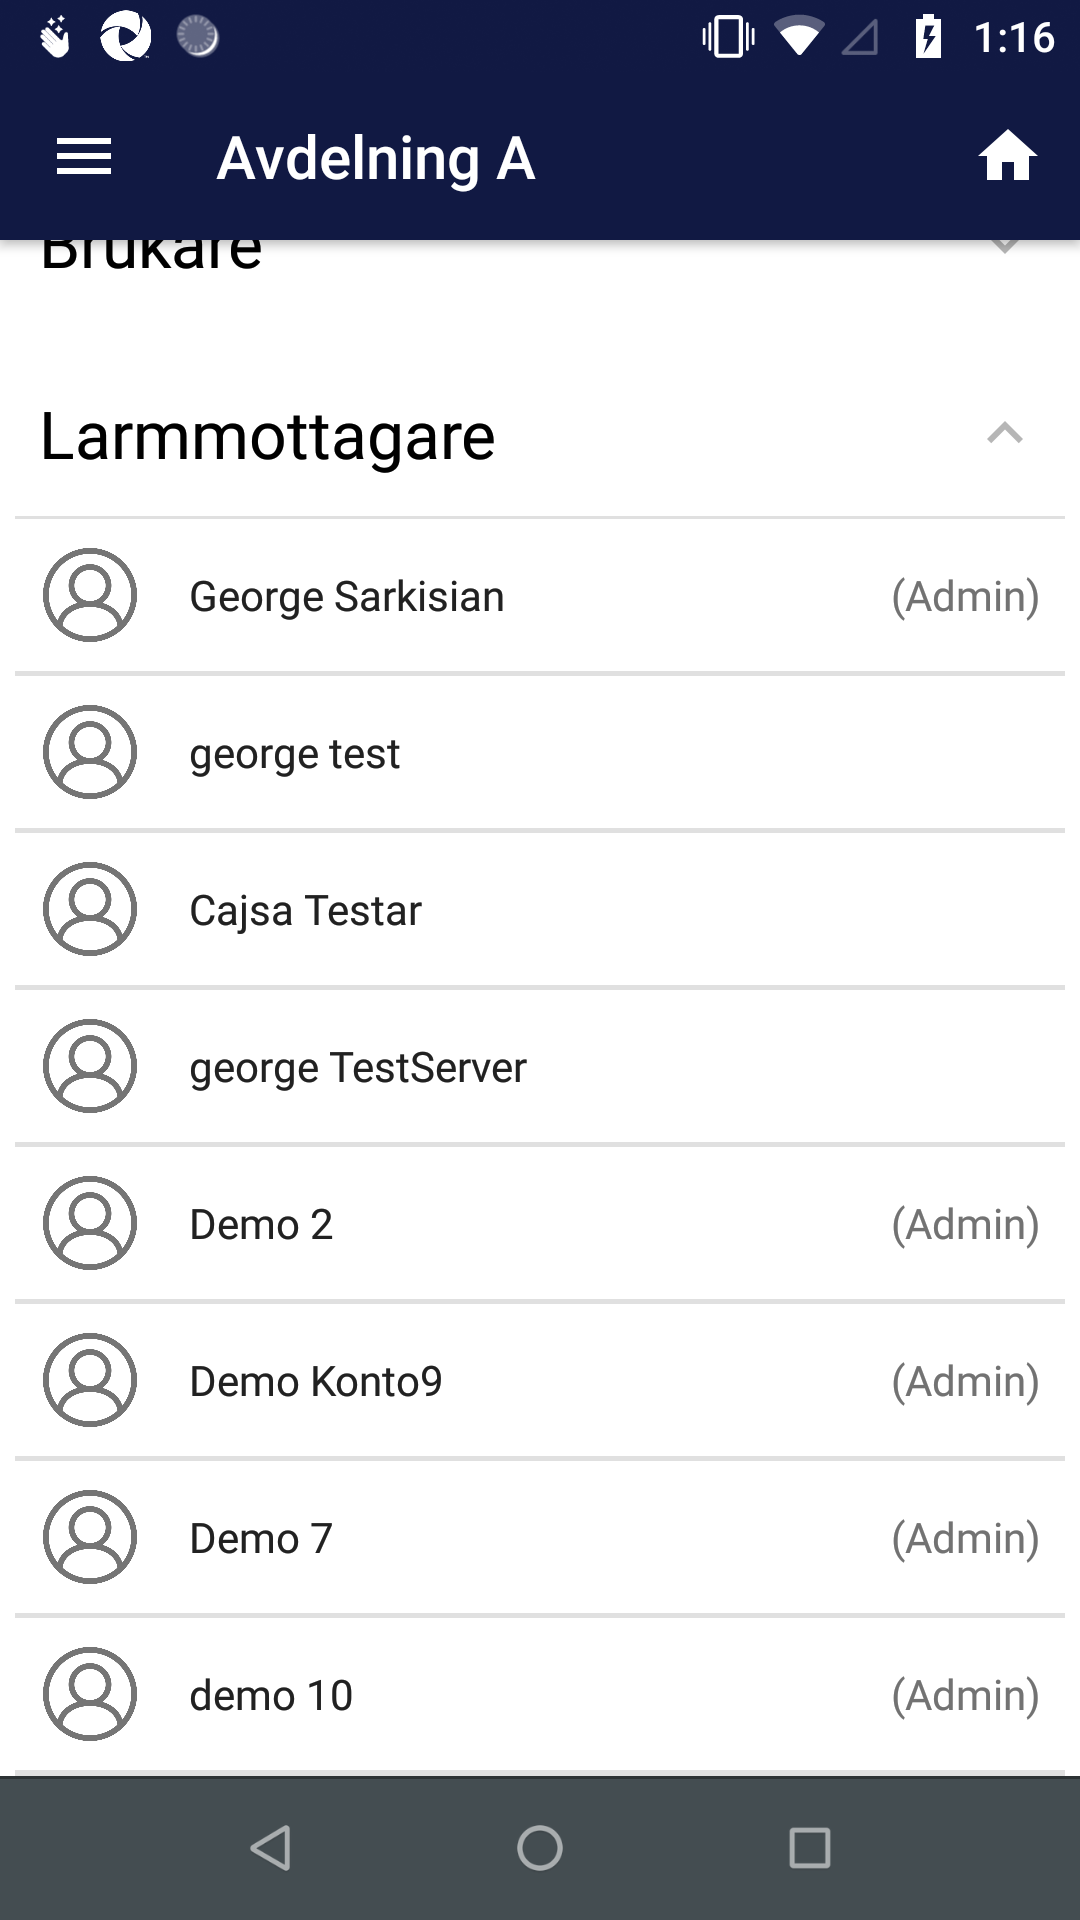 1:16
Avdelning A
Brukare
Larmmottagare
George Sarkisian (Admin)
george test
Cajsa Testar
george TestServer
Demo 2 (Admin)
Demo Konto9 (Admin)
Demo 7 (Admin)
demo 10 (Admin)